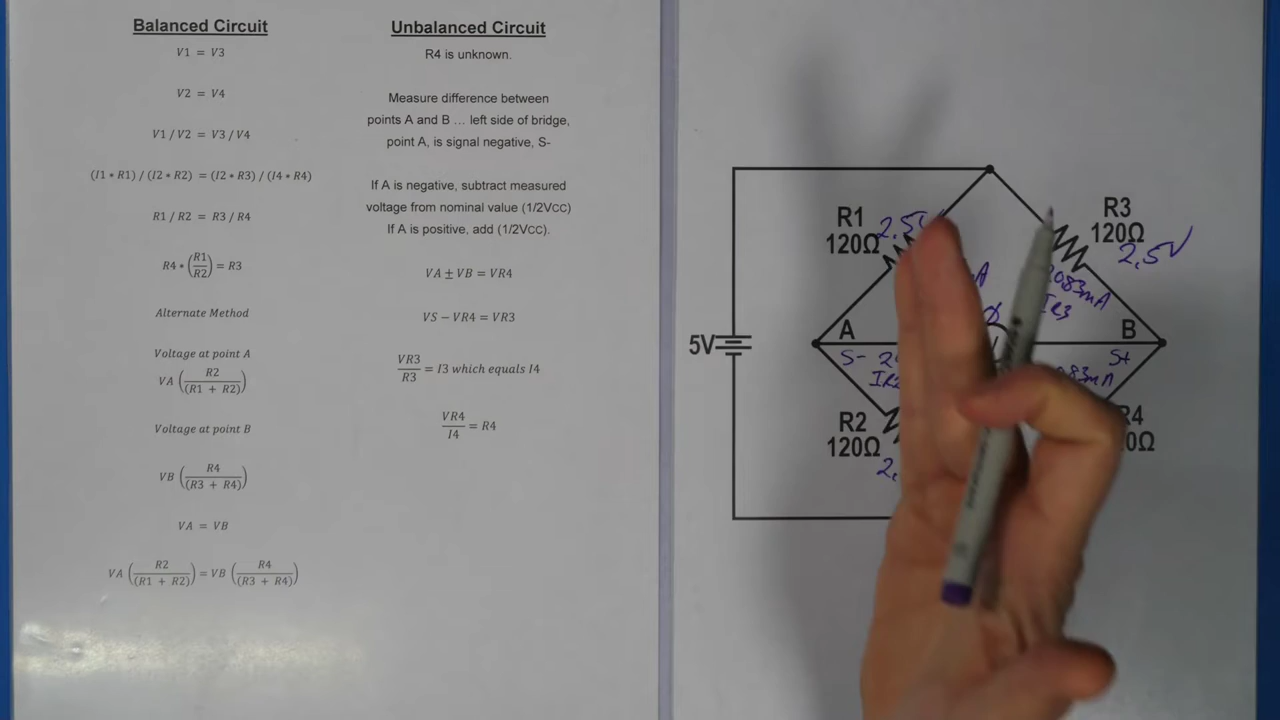 Balanced Circuit
V1 = V3
V2 = V4
V1 / V2 = V3 / V4
(I1 * R1) / (I2 * R2) = (I2 * R3) / (I4 * R4)
R1 / R2 = R3 / R4
R4 * (R1/R2) = R3
Alternate Method
Voltage at point A
VA (R2/(R1 + R2))
Voltage at point B
VB (R4/(R3 + R4))
VA = VB
VA (R2/(R1 + R2)) = VB (R4/(R3 + R4))
Unbalanced Circuit
R4 is unknown.
Measure difference between
points A and B ... left side of bridge,
point A, is signal negative, S-
If A is negative, subtract measured
voltage from nominal value (1/2VCC)
If A is positive, add (1/2VCC).
VA ± VB = VR4
VS − VR4 = VR3
VR3/R3 = I3 which equals I4
VR4/I4 = R4
5V
R1
120Ω
2.5V
R3
120Ω
2.5V
IR3
A
B
S-
S+
R2
120Ω